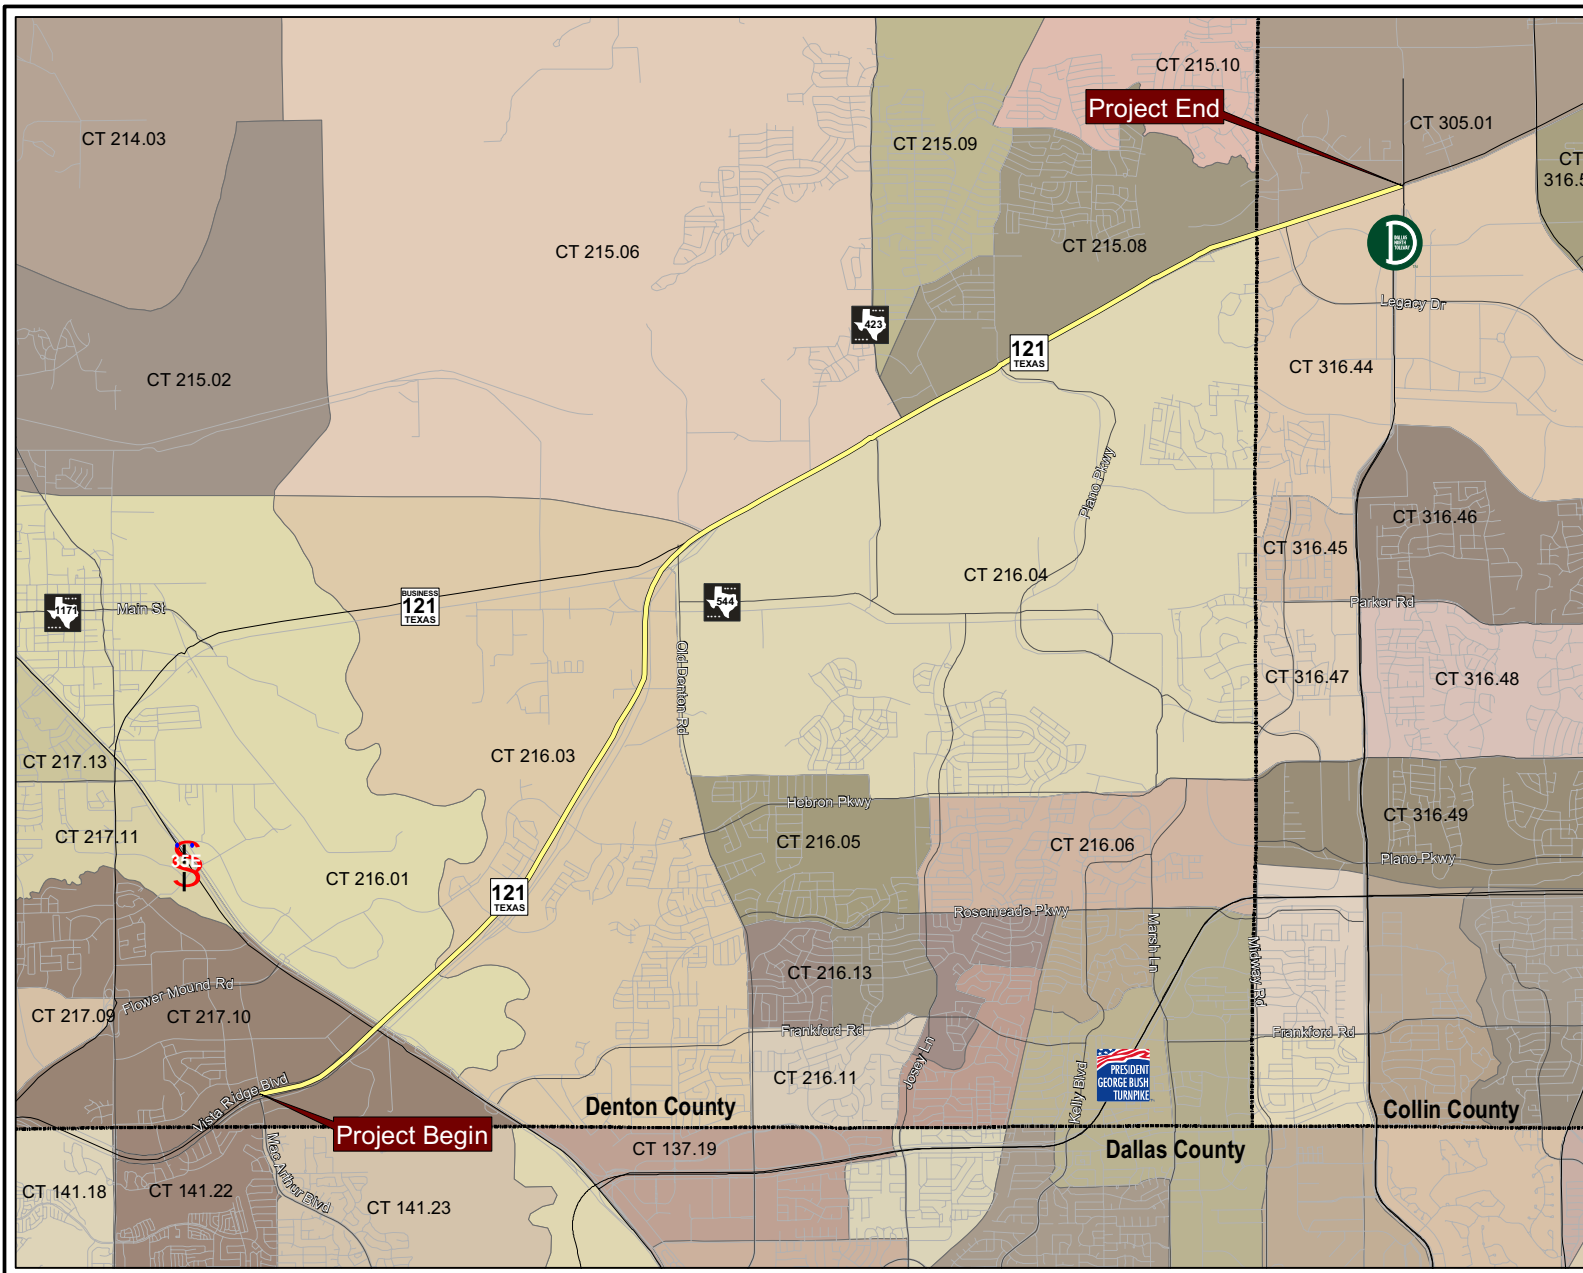 CT 215.10
Project End
CT 305.01
CT 214.03
CT 215.09
CT
316.5
CT 215.06
CT 215.08
DALLAS
NORTH
TOLLWAY
Legacy Dr
423
121
TEXAS
CT 215.02
CT 316.44
Plano Pkwy
CT 316.46
CT 316.45
CT 216.04
BUSINESS
121
TEXAS
544
1171
Main St
Parker Rd
Old Denton Rd
CT 316.47
CT 316.48
CT 216.03
CT 217.13
Hebron Pkwy
CT 316.49
CT 217.11
CT 216.05
CT 216.06
Plano Pkwy
35E
CT 216.01
121
TEXAS
Rosemeade Pkwy
Marsh Ln
Midway Rd
CT 216.13
Flower Mound Rd
CT 217.09
CT 217.10
Frankford Rd
Frankford Rd
Josey Ln
CT 216.11
Kelly Blvd
PRESIDENT
GEORGE BUSH
TURNPIKE
Vista Ridge Blvd
Denton County
Collin County
Project Begin
CT 137.19
Dallas County
Mac Arthur Blvd
CT 141.18
CT 141.22
CT 141.23